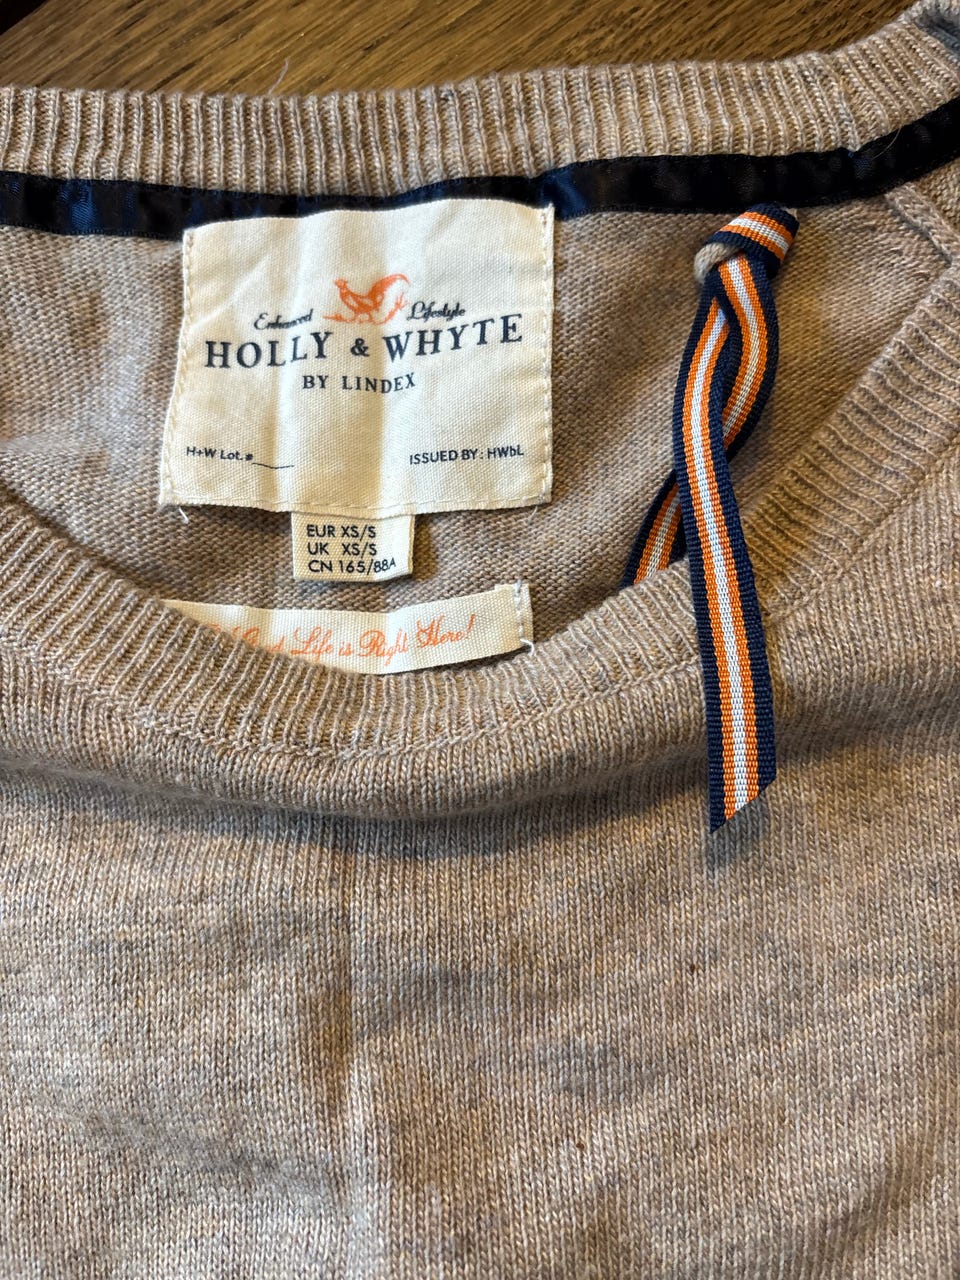 Enhanced Lifestyle
HOLLY & WHYTE
BY LINDEX
H+W Lot. #
ISSUED BY: HWbL
EUR XS/S
UK XS/S
CN 165/88A
Good Life is Right Here!